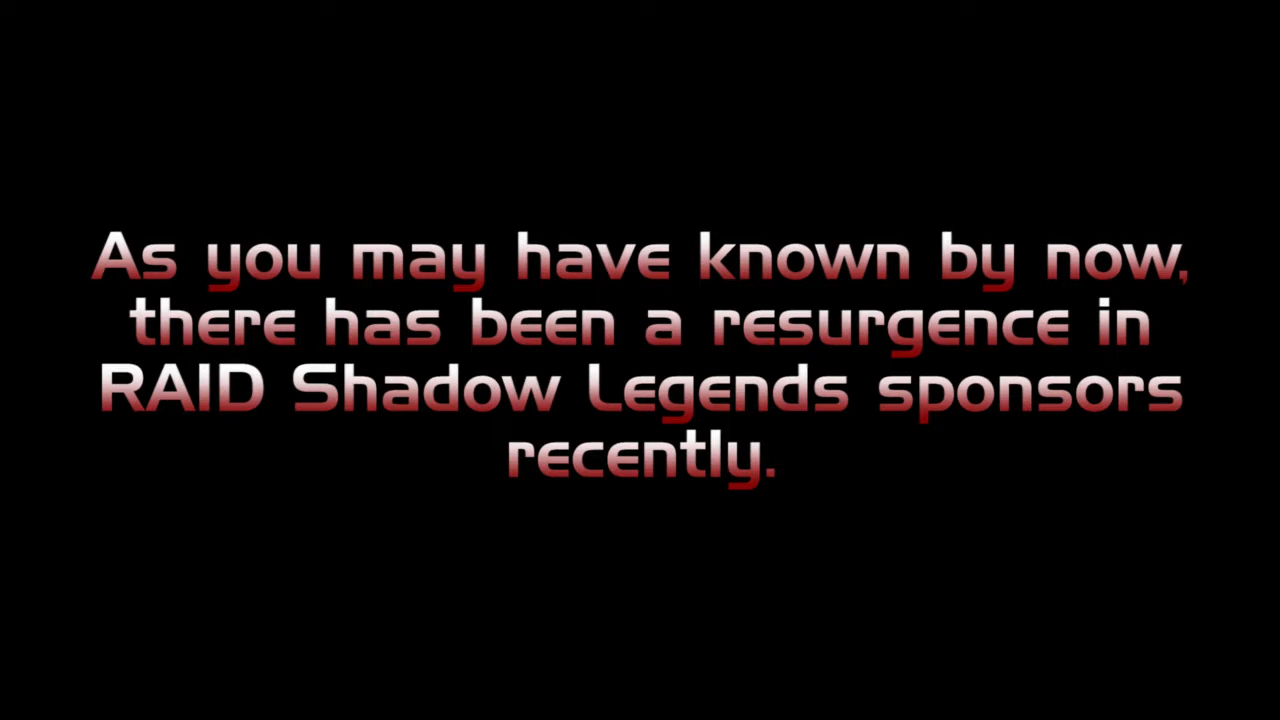 As you may have known by now,
there has been a resurgence in
RAID Shadow Legends sponsors
recently.